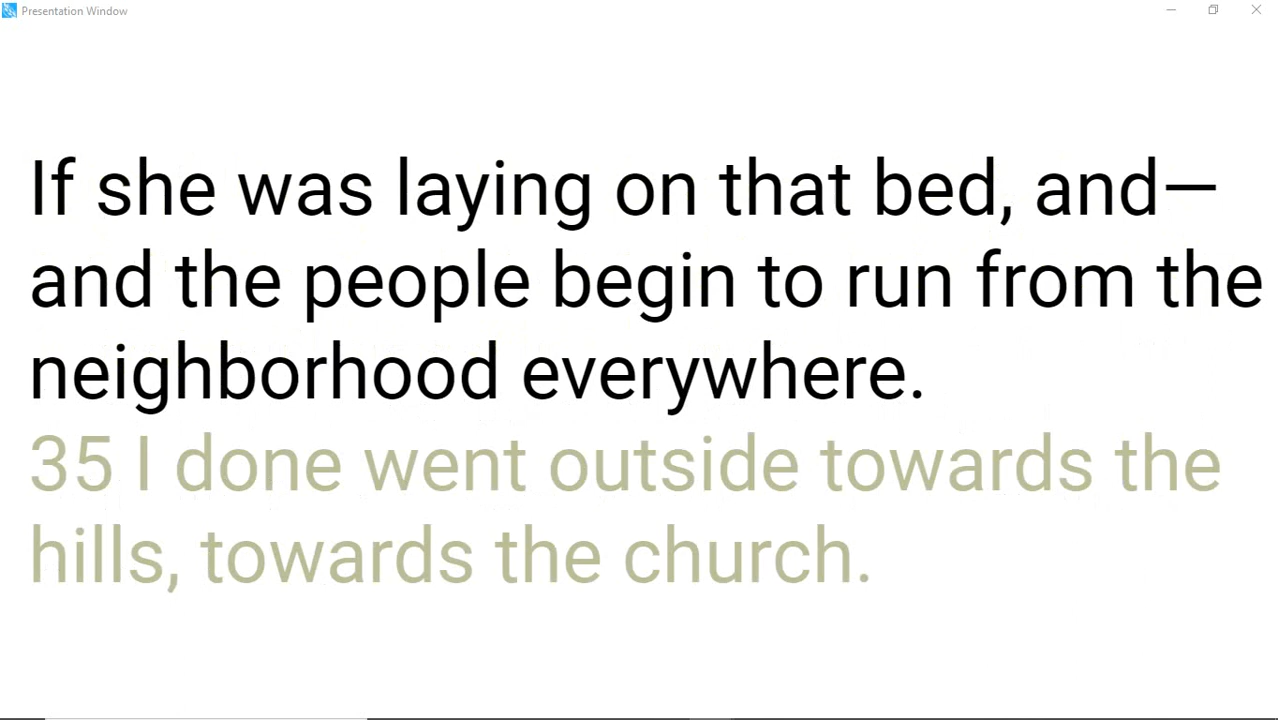 Presentation Window
If she was laying on that bed, and—
and the people begin to run from the
neighborhood everywhere.
35 I done went outside towards the
hills, towards the church.